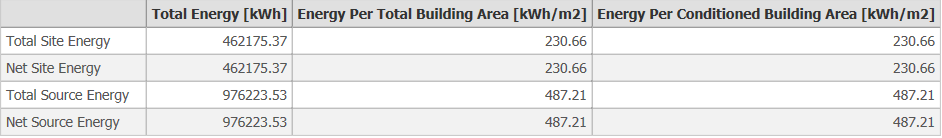 Total Energy [kWh] Energy Per Total Building Area [kWh/m2] Energy Per Conditioned Building Area [kWh/m2]
Total Site Energy 462175.37 230.66 230.66
Net Site Energy 462175.37 230.66 230.66
Total Source Energy 976223.53 487.21 487.21
Net Source Energy 976223.53 487.21 487.21